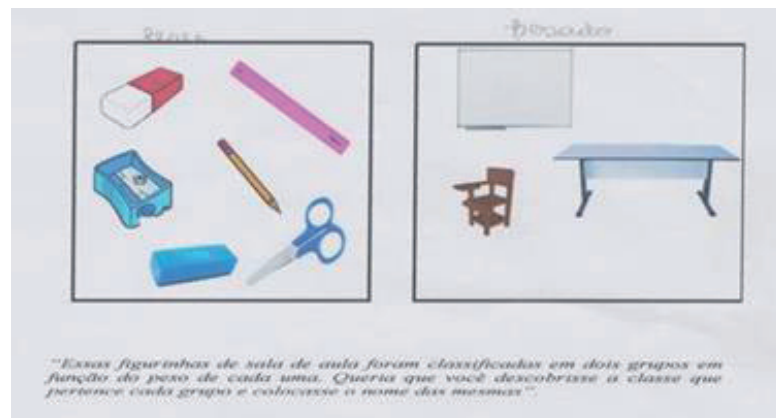 Pesado
"Essas figurinhas de sala de aula foram classificadas em dois grupos em
função do peso de cada uma. Queria que você descobrisse a classe que
pertence cada grupo e colocasse o nome das mesmas".